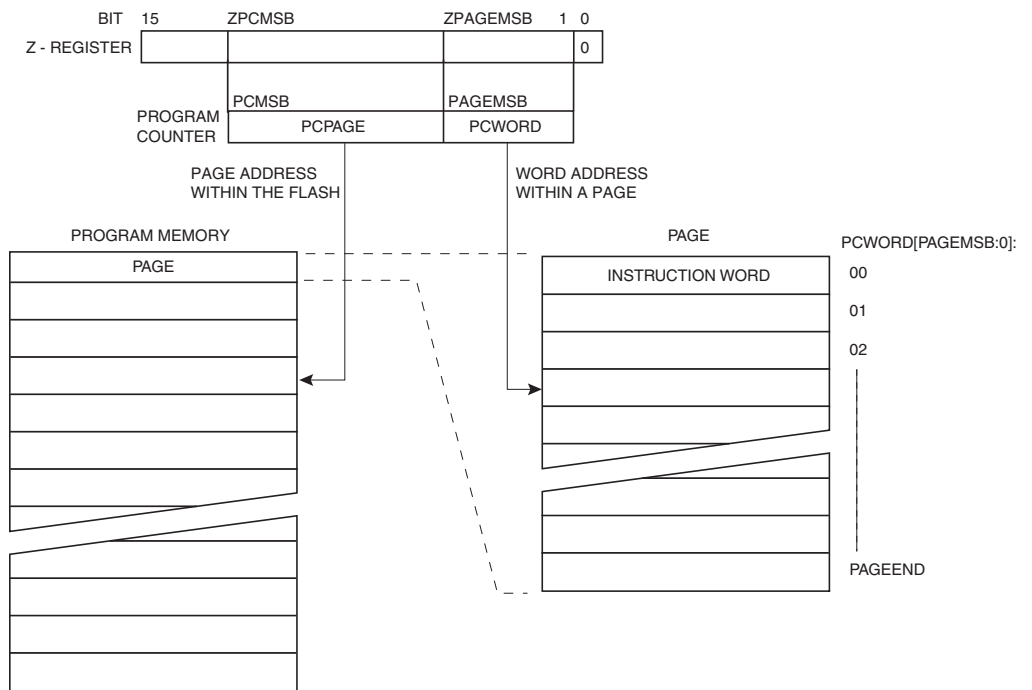 BIT 15 ZPCMSB ZPAGEMSB 1 0
Z - REGISTER 0
PCMSB PAGEMSB
PROGRAM
COUNTER
PCPAGE PCWORD
PAGE ADDRESS
WITHIN THE FLASH
WORD ADDRESS
WITHIN A PAGE
PROGRAM MEMORY
PAGE
PAGE
PCWORD[PAGEMSB:0]:
INSTRUCTION WORD 00
01
02
PAGEEND